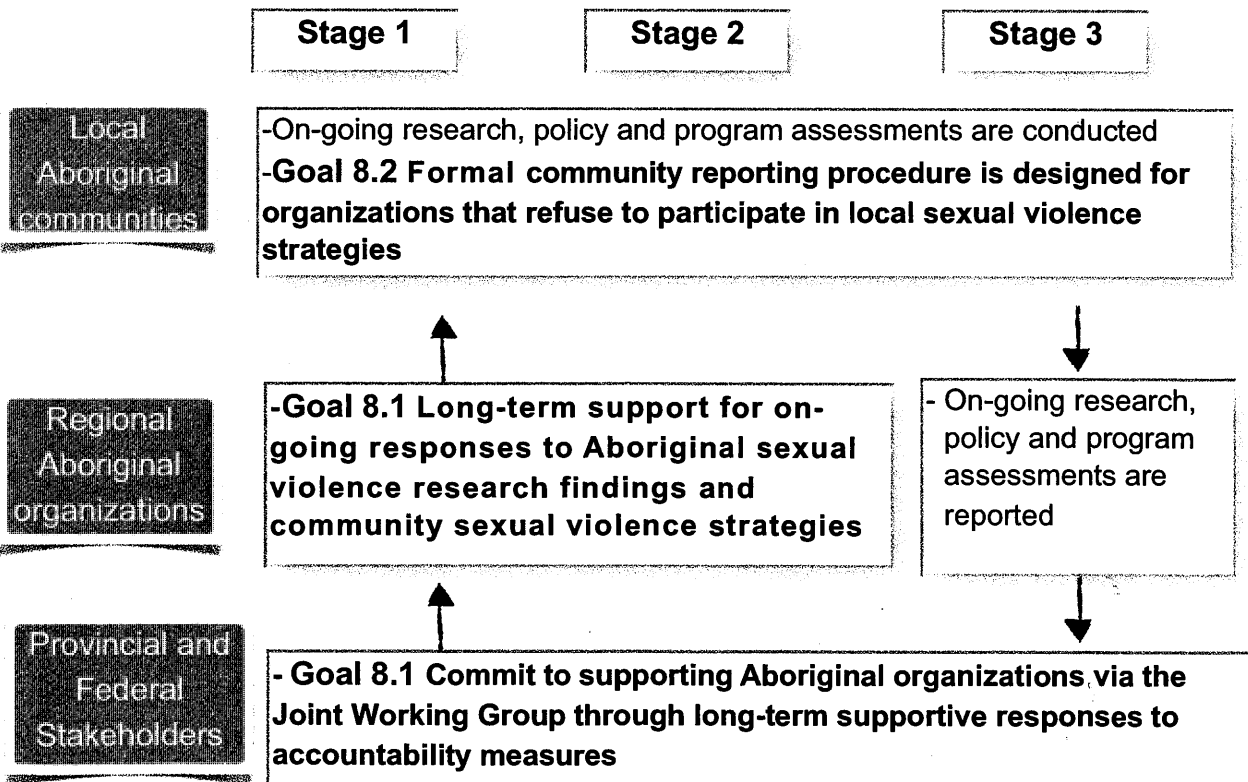 Stage 1
Stage 2
Stage 3
Local
Aboriginal
communities
-On-going research, policy and program assessments are conducted
-Goal 8.2 Formal community reporting procedure is designed for
organizations that refuse to participate in local sexual violence
strategies
Regional
Aboriginal
organizations
-Goal 8.1 Long-term support for on-
going responses to Aboriginal sexual
violence research findings and
community sexual violence strategies
- On-going research,
policy and program
assessments are
reported
Provincial and
Federal
Stakeholders
- Goal 8.1 Commit to supporting Aboriginal organizations via the
Joint Working Group through long-term supportive responses to
accountability measures